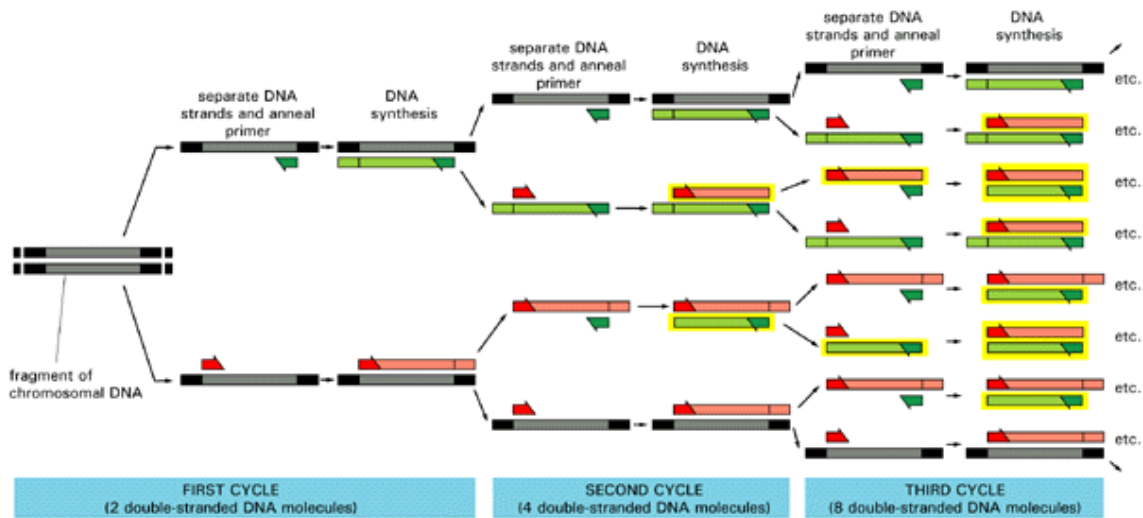 separate DNA
strands and anneal
primer
DNA
synthesis
separate DNA
strands and anneal
primer
DNA
synthesis
separate DNA
strands and anneal
primer
DNA
synthesis
etc.
etc.
etc.
etc.
etc.
etc.
etc.
etc.
fragment of
chromosomal DNA
FIRST CYCLE
(2 double-stranded DNA molecules)
SECOND CYCLE
(4 double-stranded DNA molecules)
THIRD CYCLE
(8 double-stranded DNA molecules)